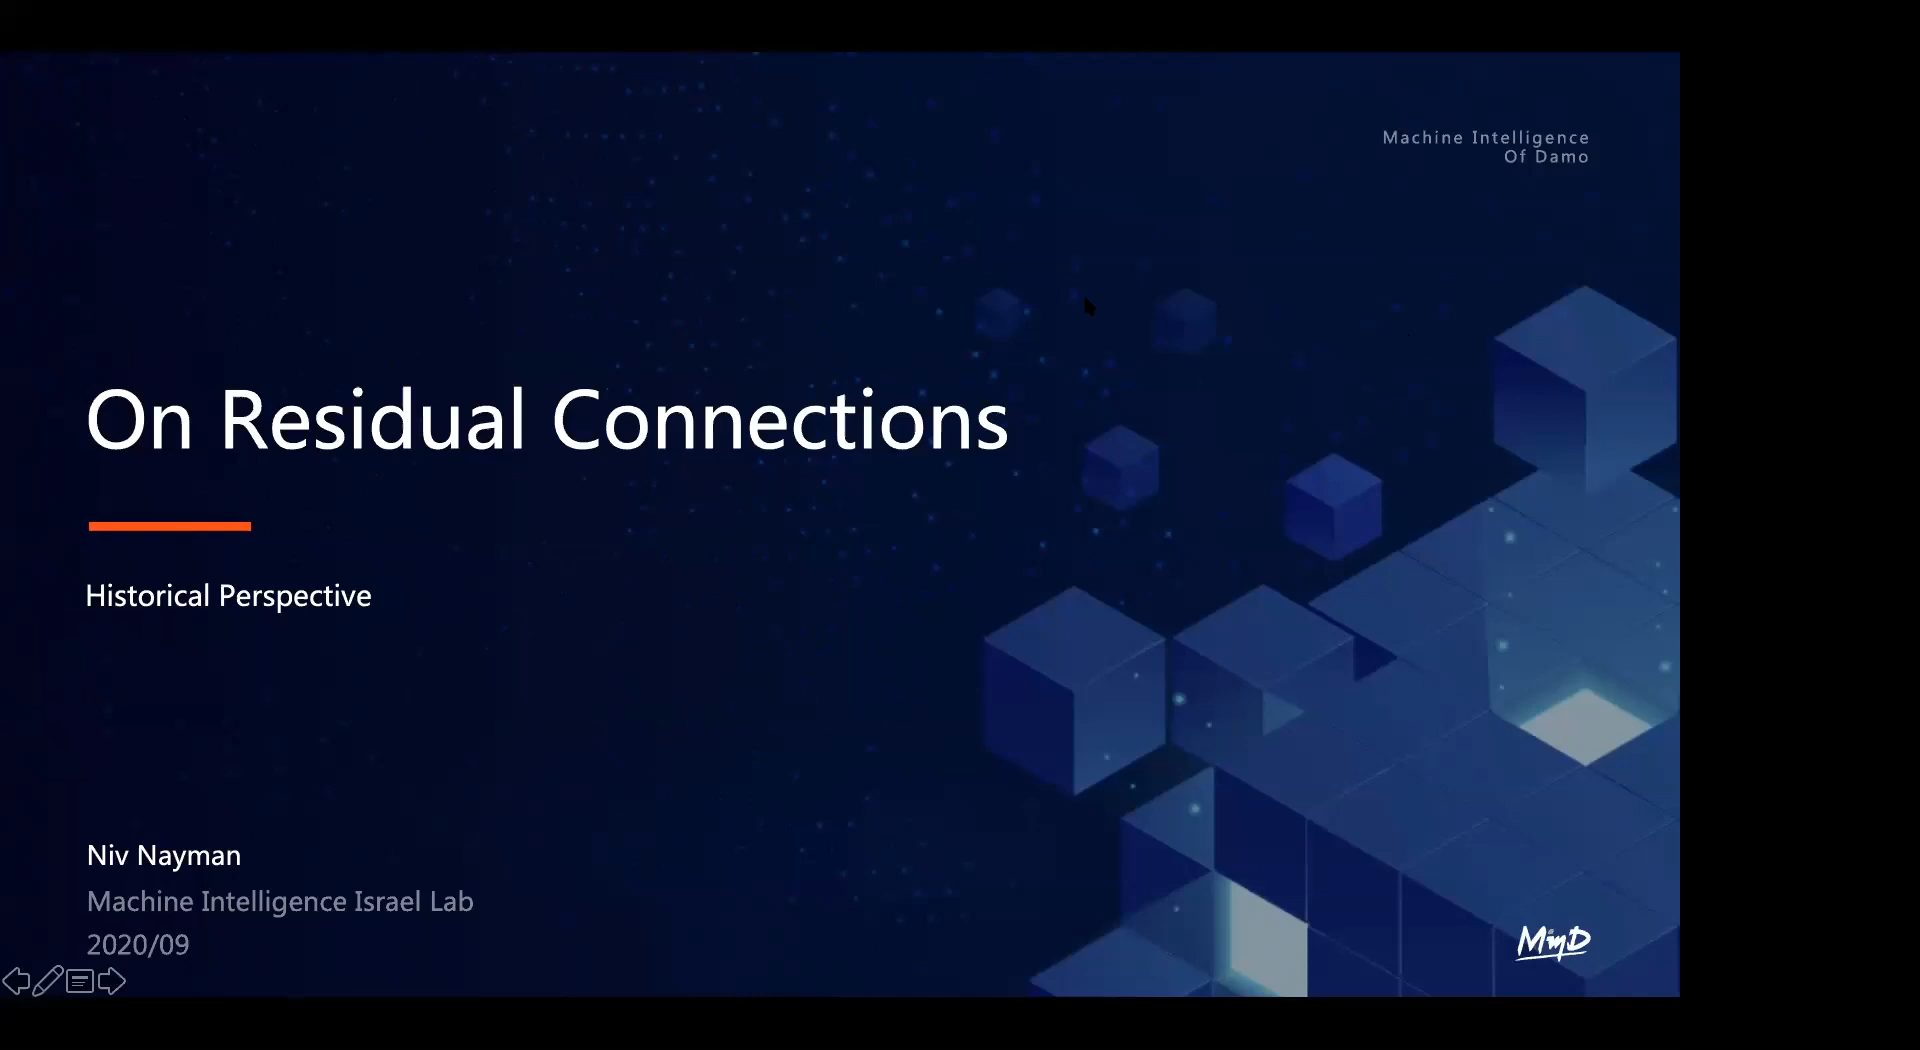 Machine Intelligence
Of Damo
On Residual Connections
Historical Perspective
Niv Nayman
Machine Intelligence Israel Lab
2020/09
MinD